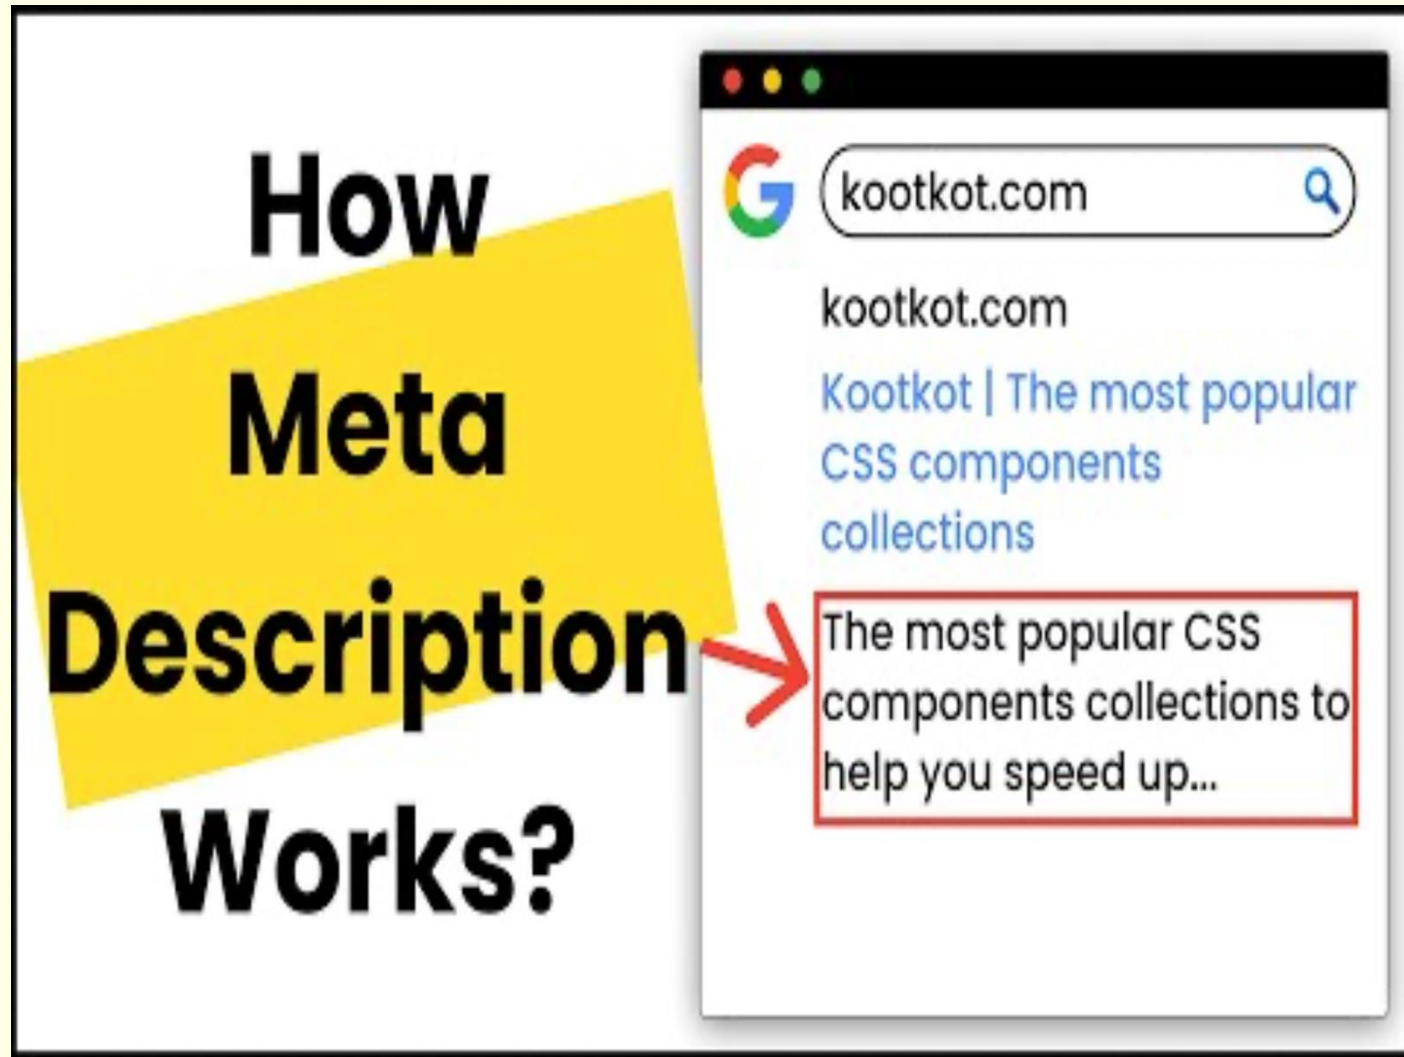 How
Meta
Description
Works?
kootkot.com
kootkot.com
Kootkot | The most popular
CSS components
collections
The most popular CSS
components collections to
help you speed up...